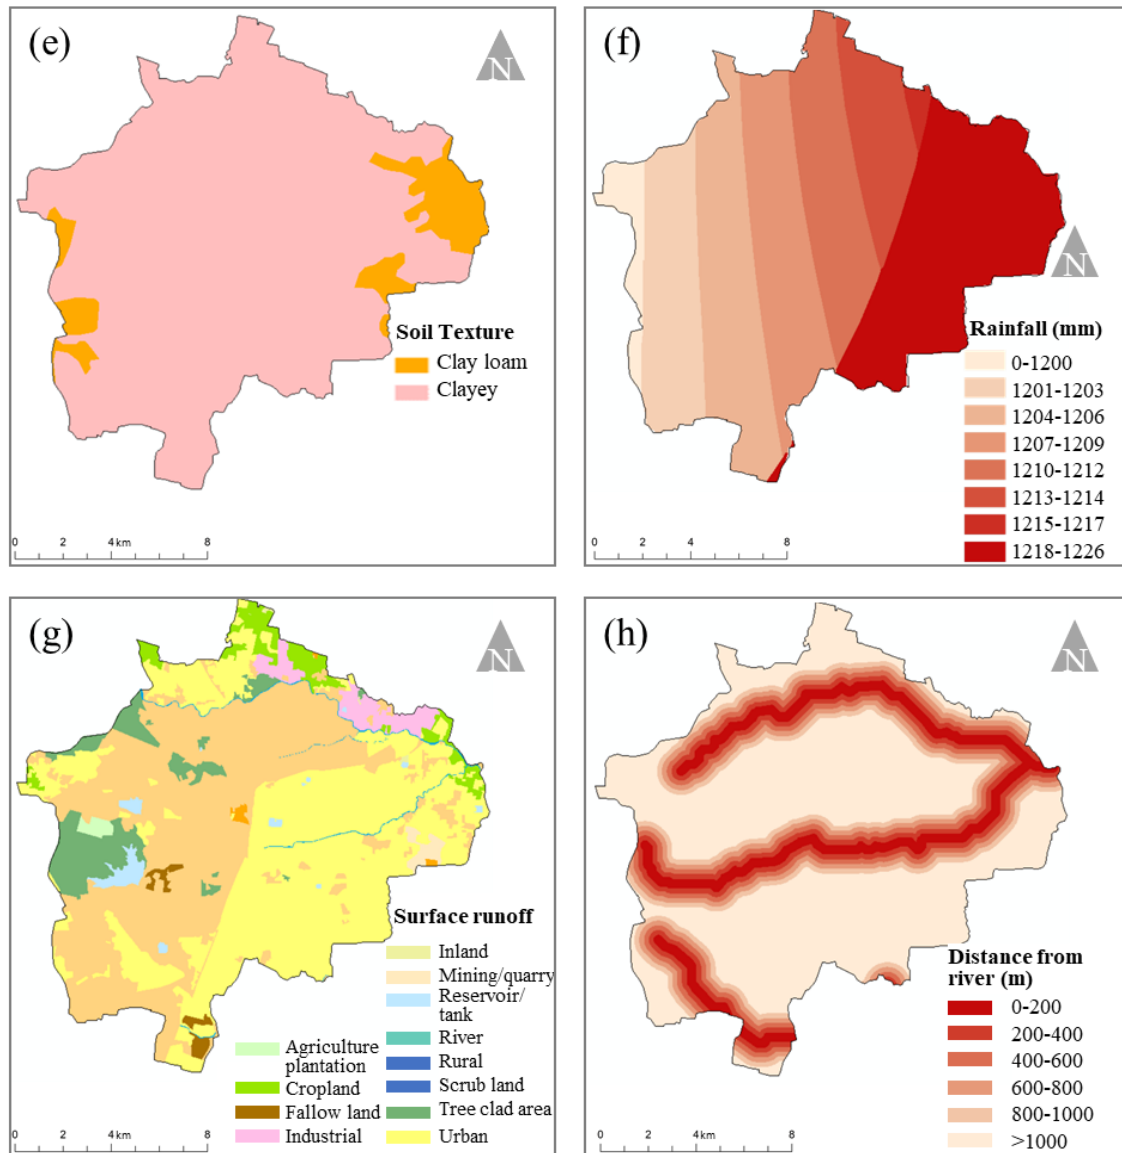 (e)
N
Soil Texture
Clay loam
Clayey
0 2 4 km 8
(f)
N
Rainfall (mm)
0-1200
1201-1203
1204-1206
1207-1209
1210-1212
1213-1214
1215-1217
1218-1226
0 2 4 8
(g)
N
Surface runoff
Inland
Mining/quarry
Reservoir/
tank
River
Rural
Scrub land
Tree clad area
Urban
Agriculture
plantation
Cropland
Fallow land
Industrial
0 2 4 km 8
(h)
N
Distance from
river (m)
0-200
200-400
400-600
600-800
800-1000
>1000
0 2 4 km 8